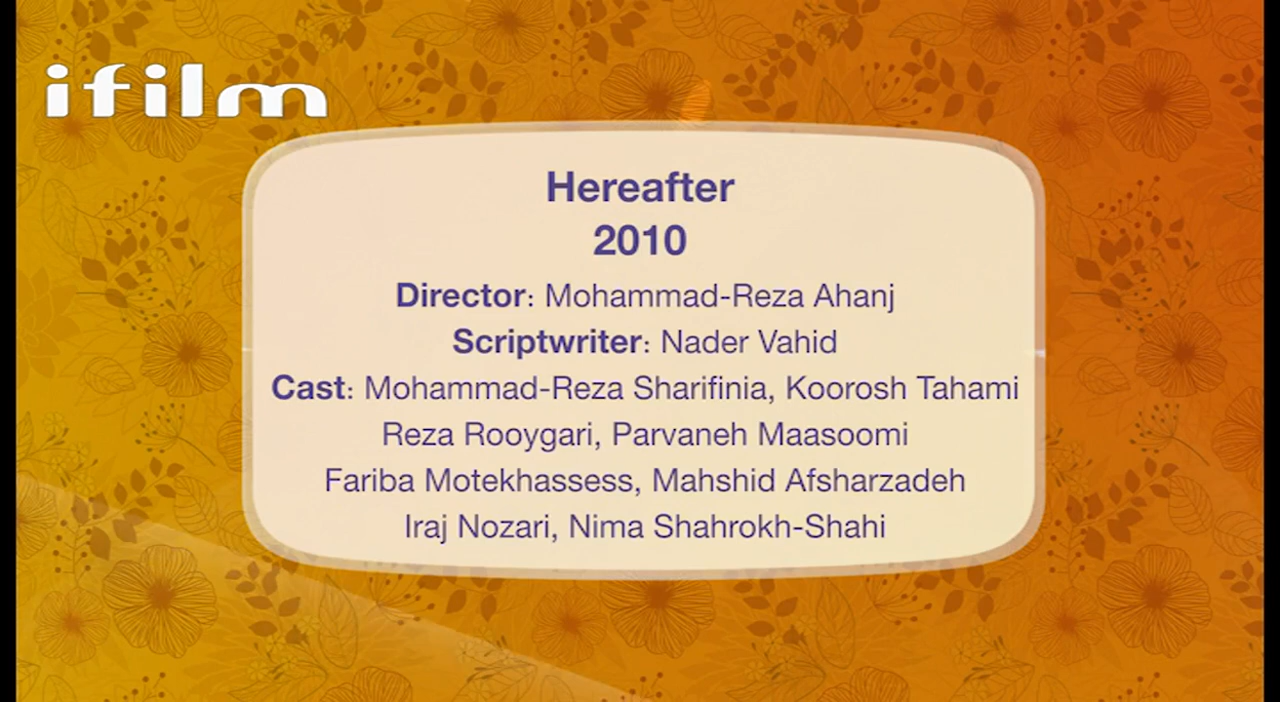 ifilm
Hereafter
2010
Director: Mohammad-Reza Ahanj
Scriptwriter: Nader Vahid
Cast: Mohammad-Reza Sharifinia, Koorosh Tahami
Reza Rooygari, Parvaneh Maasoomi
Fariba Motekhassess, Mahshid Afsharzadeh
Iraj Nozari, Nima Shahrokh-Shahi